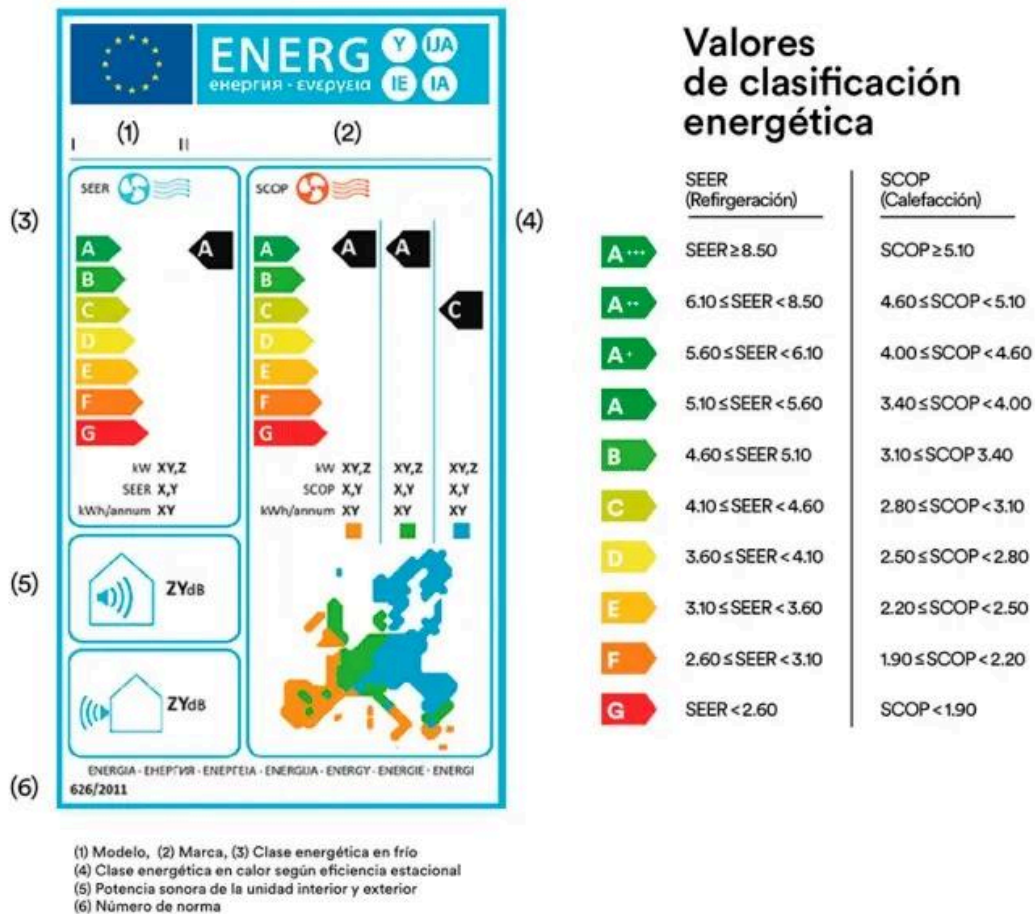 ENERG
Y IJA
IE IA
енергия · ενεργεια
(1)
(2)
I
II
(3)
(4)
SEER
SCOP
A
B
C
D
E
F
G
A
A
B
C
D
E
F
G
A
A
C
kW XY,Z
SEER X,Y
kWh/annum XY
kW XY,Z XY,Z XY,Z
SCOP X,Y X,Y X,Y
kWh/annum XY XY XY
(5)
ZYdB
ZYdB
ENERGIA - ЕНЕРГИЯ - ΕΝΕΡΓΕΙΑ - ENERGIJA - ENERGY - ENERGIE - ENERGI
(6)
626/2011
(1) Modelo, (2) Marca, (3) Clase energética en frío
(4) Clase energética en calor según eficiencia estacional
(5) Potencia sonora de la unidad interior y exterior
(6) Número de norma
Valores
de clasificación
energética
SEER
(Refirgeración)
SCOP
(Calefacción)
A+++ SEER ≥ 8.50 SCOP ≥ 5.10
A++ 6.10 ≤ SEER < 8.50 4.60 ≤ SCOP < 5.10
A+ 5.60 ≤ SEER < 6.10 4.00 ≤ SCOP < 4.60
A 5.10 ≤ SEER < 5.60 3.40 ≤ SCOP < 4.00
B 4.60 ≤ SEER 5.10 3.10 ≤ SCOP 3.40
C 4.10 ≤ SEER < 4.60 2.80 ≤ SCOP < 3.10
D 3.60 ≤ SEER < 4.10 2.50 ≤ SCOP < 2.80
E 3.10 ≤ SEER < 3.60 2.20 ≤ SCOP < 2.50
F 2.60 ≤ SEER < 3.10 1.90 ≤ SCOP < 2.20
G SEER < 2.60 SCOP < 1.90